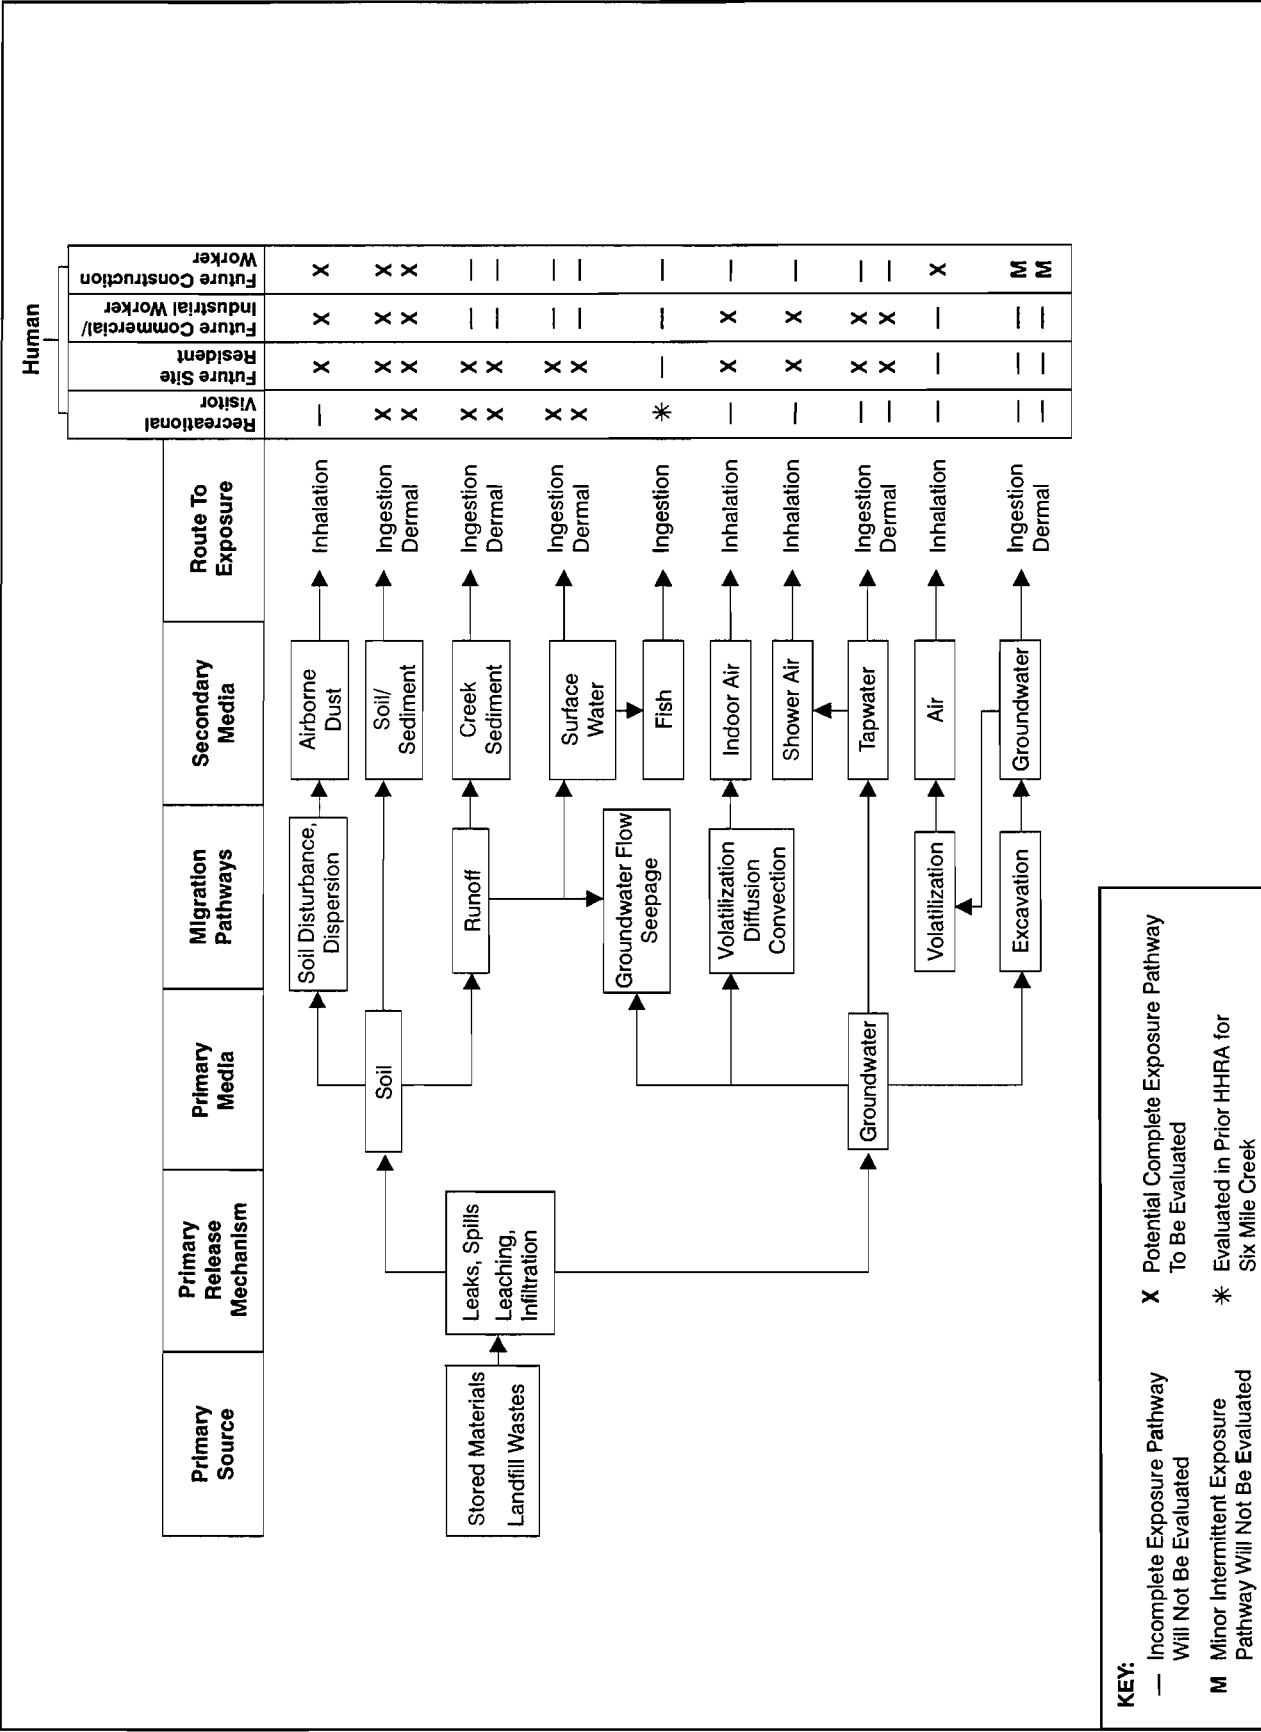 Human
Recreational
Visitor
Future Site
Resident
Future Commercial/
Industrial Worker
Future Construction
Worker
Primary
Source
Primary
Release
Mechanism
Primary
Media
Migration
Pathways
Secondary
Media
Route To
Exposure
Stored Materials
Landfill Wastes
Leaks, Spills
Leaching,
Infiltration
Soil
Groundwater
Soil Disturbance,
Dispersion
Runoff
Groundwater Flow
Seepage
Volatilization
Diffusion
Convection
Volatilization
Excavation
Airborne
Dust
Soil/
Sediment
Creek
Sediment
Surface
Water
Fish
Indoor Air
Shower Air
Tapwater
Air
Groundwater
Inhalation — X X X
Ingestion X X X X
Dermal X X X X
Ingestion X X — —
Dermal X X — —
Ingestion X X — —
Dermal X X — —
Ingestion * — — —
Inhalation — X X —
Inhalation — X X —
Ingestion — X X —
Dermal — X X —
Inhalation — — — X
Ingestion — — — M
Dermal — — — M
KEY:
— Incomplete Exposure Pathway
Will Not Be Evaluated
M Minor Intermittent Exposure
Pathway Will Not Be Evaluated
X Potential Complete Exposure Pathway
To Be Evaluated
* Evaluated in Prior HHRA for
Six Mile Creek